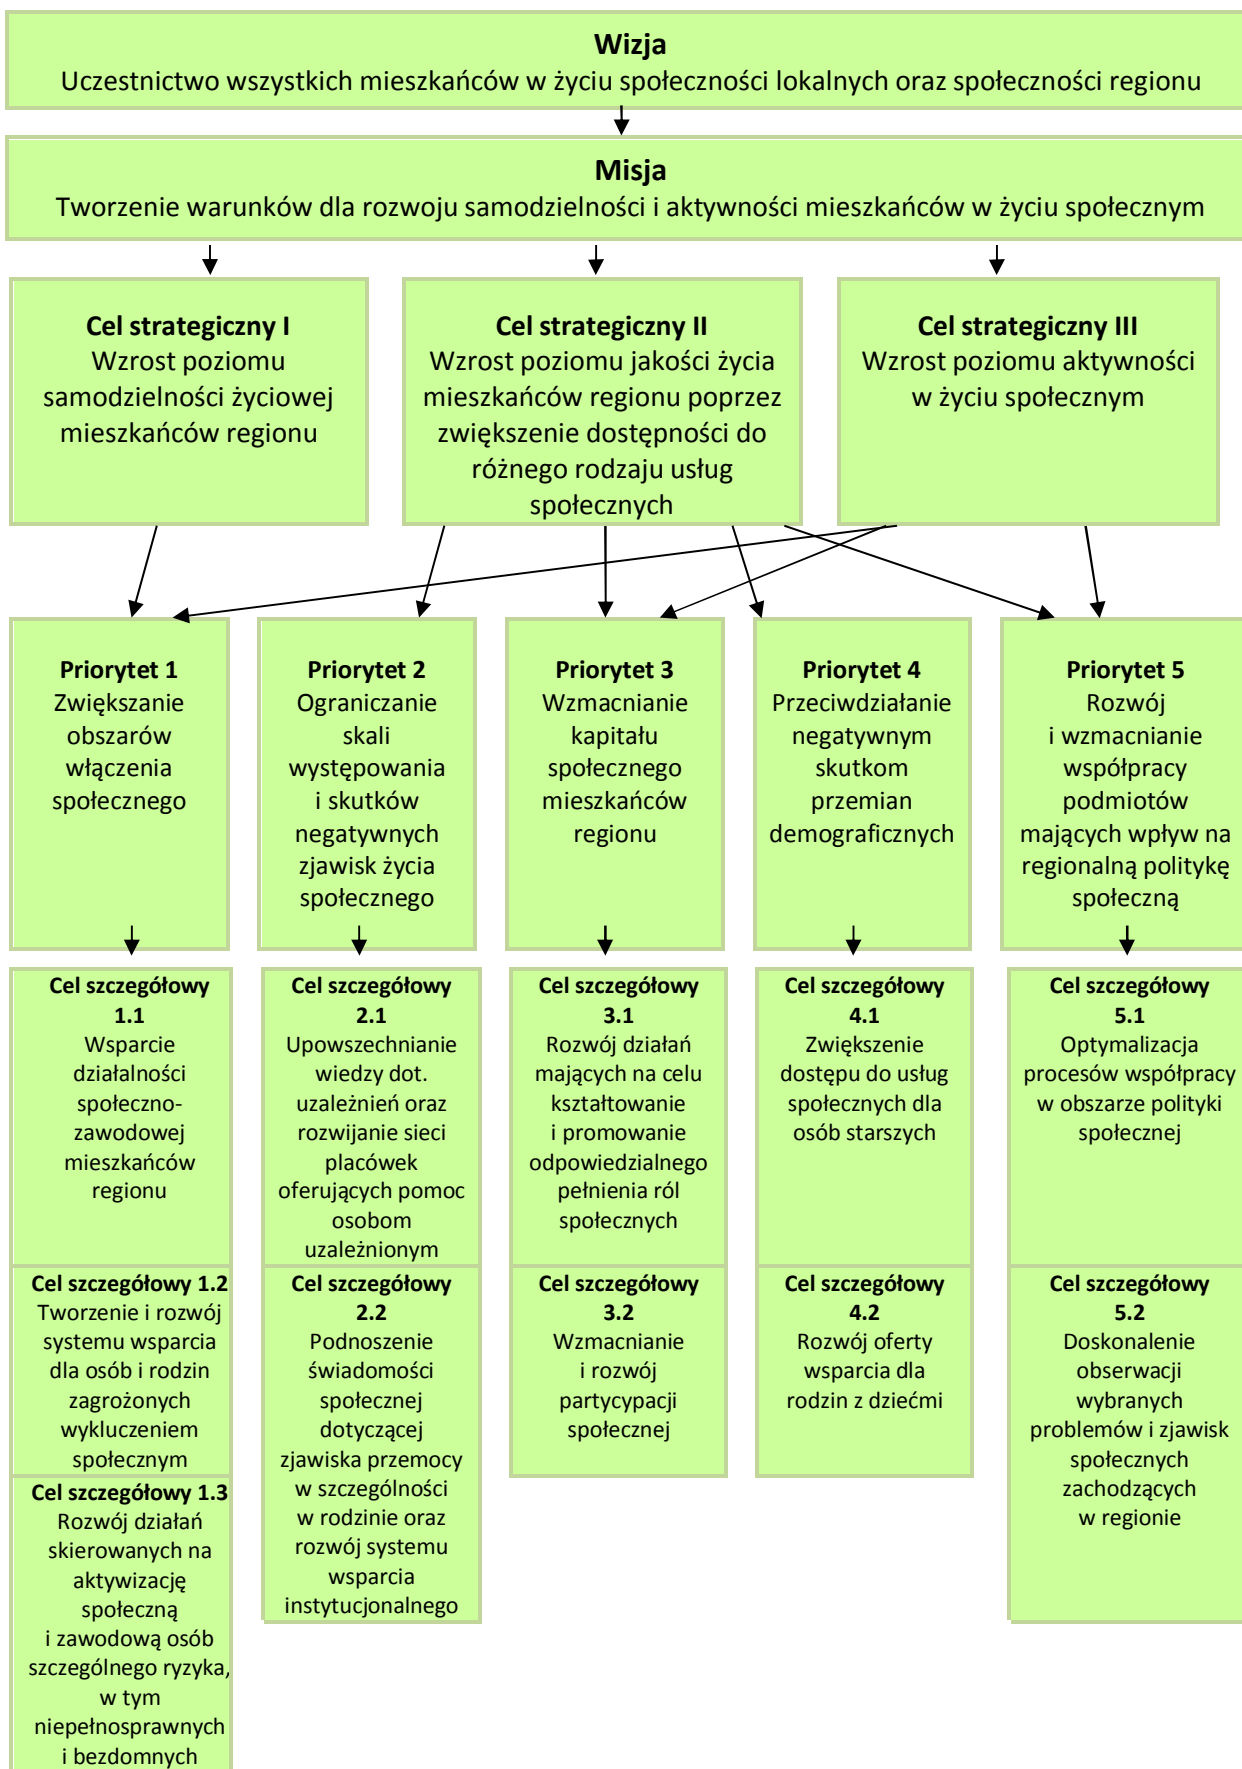 Wizja
Uczestnictwo wszystkich mieszkańców w życiu społeczności lokalnych oraz społeczności regionu
Misja
Tworzenie warunków dla rozwoju samodzielności i aktywności mieszkańców w życiu społecznym
Cel strategiczny I
Wzrost poziomu
samodzielności życiowej
mieszkańców regionu
Cel strategiczny II
Wzrost poziomu jakości życia
mieszkańców regionu poprzez
zwiększenie dostępności do
różnego rodzaju usług
społecznych
Cel strategiczny III
Wzrost poziomu aktywności
w życiu społecznym
Priorytet 1
Zwiększanie
obszarów
włączenia
społecznego
Priorytet 2
Ograniczanie
skali
występowania
i skutków
negatywnych
zjawisk życia
społecznego
Priorytet 3
Wzmacnianie
kapitału
społecznego
mieszkańców
regionu
Priorytet 4
Przeciwdziałanie
negatywnym
skutkom
przemian
demograficznych
Priorytet 5
Rozwój
i wzmacnianie
współpracy
podmiotów
mających wpływ na
regionalną politykę
społeczną
Cel szczegółowy
1.1
Wsparcie
działalności
społeczno-
zawodowej
mieszkańców
regionu
Cel szczegółowy
2.1
Upowszechnianie
wiedzy dot.
uzależnień oraz
rozwijanie sieci
placówek
oferujących pomoc
osobom
uzależnionym
Cel szczegółowy
3.1
Rozwój działań
mających na celu
kształtowanie
i promowanie
odpowiedzialnego
pełnienia ról
społecznych
Cel szczegółowy
4.1
Zwiększenie
dostępu do usług
społecznych dla
osób starszych
Cel szczegółowy
5.1
Optymalizacja
procesów współpracy
w obszarze polityki
społecznej
Cel szczegółowy 1.2
Tworzenie i rozwój
systemu wsparcia
dla osób i rodzin
zagrożonych
wykluczeniem
społecznym
Cel szczegółowy
2.2
Podnoszenie
świadomości
społecznej
dotyczącej
zjawiska przemocy
w szczególności
w rodzinie oraz
rozwój systemu
wsparcia
instytucjonalnego
Cel szczegółowy
3.2
Wzmacnianie
i rozwój
partycypacji
społecznej
Cel szczegółowy
4.2
Rozwój oferty
wsparcia dla
rodzin z dziećmi
Cel szczegółowy
5.2
Doskonalenie
obserwacji
wybranych
problemów i zjawisk
społecznych
zachodzących
w regionie
Cel szczegółowy 1.3
Rozwój działań
skierowanych na
aktywizację
społeczną
i zawodową osób
szczególnego ryzyka,
w tym
niepełnosprawnych
i bezdomnych